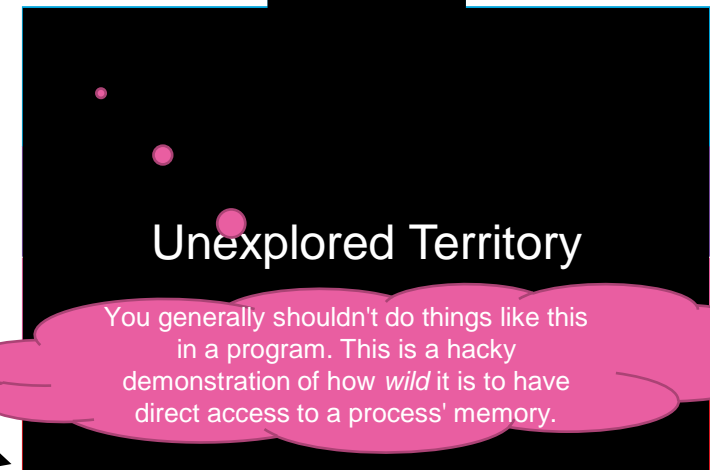 Unexplored Territory
You generally shouldn't do things like this
in a program. This is a hacky
demonstration of how wild it is to have
direct access to a process' memory.